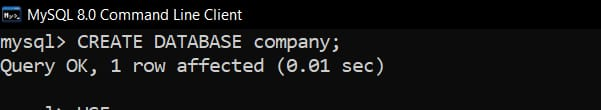 MySQL 8.0 Command Line Client
mysql> CREATE DATABASE company;
Query OK, 1 row affected (0.01 sec)